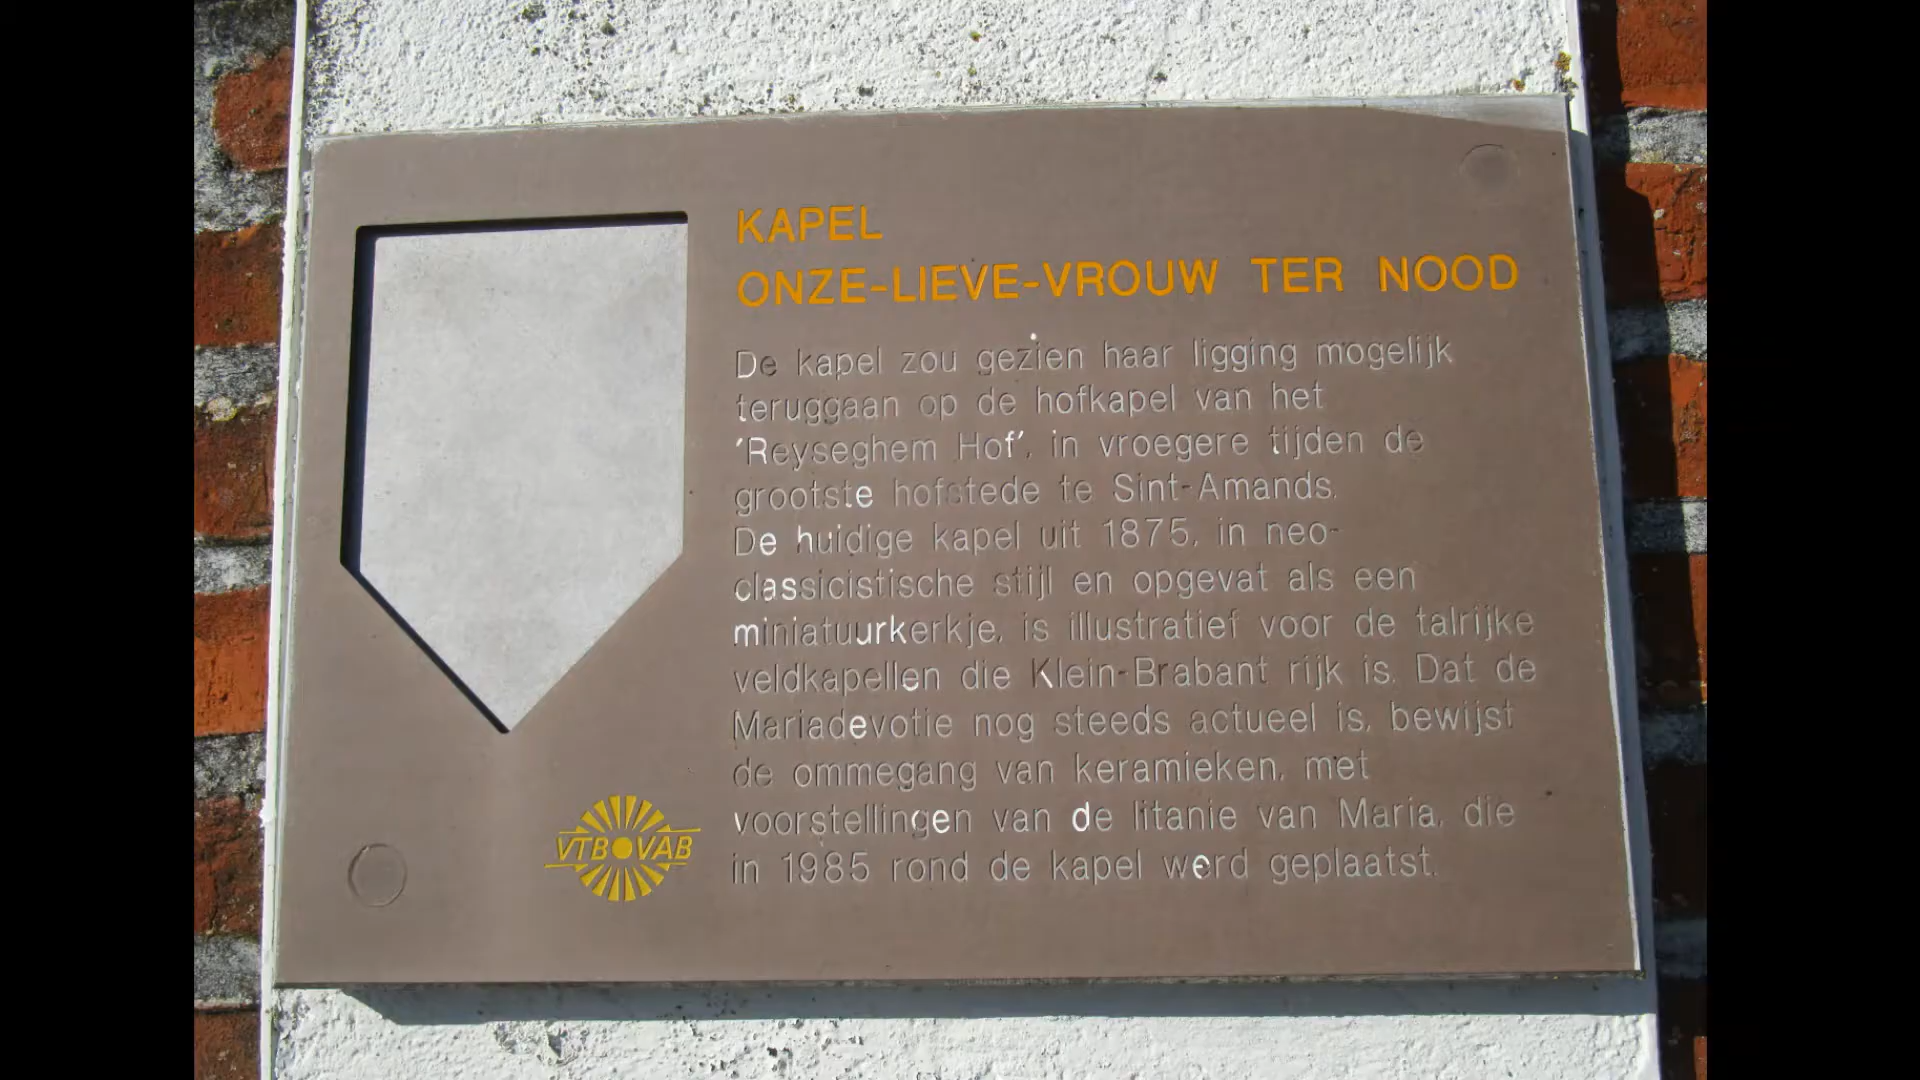 KAPEL
ONZE-LIEVE-VROUW TER NOOD
De kapel zou gezien haar ligging mogelijk
teruggaan op de hofkapel van het
'Reyseghem Hof', in vroegere tijden de
grootste hofstede te Sint-Amands.
De huidige kapel uit 1875, in neo-
classicistische stijl en opgevat als een
miniatuurkerkje, is illustratief voor de talrijke
veldkapellen die Klein-Brabant rijk is. Dat de
Mariadevotie nog steeds actueel is, bewijst
de ommegang van keramieken, met
voorstellingen van de litanie van Maria, die
in 1985 rond de kapel werd geplaatst.
VTB VAB